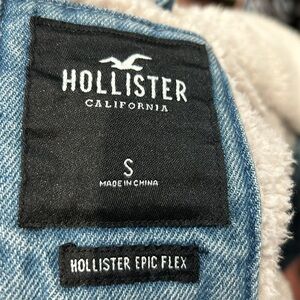 HOLLISTER
CALIFORNIA
S
MADE IN CHINA
HOLLISTER EPIC FLEX